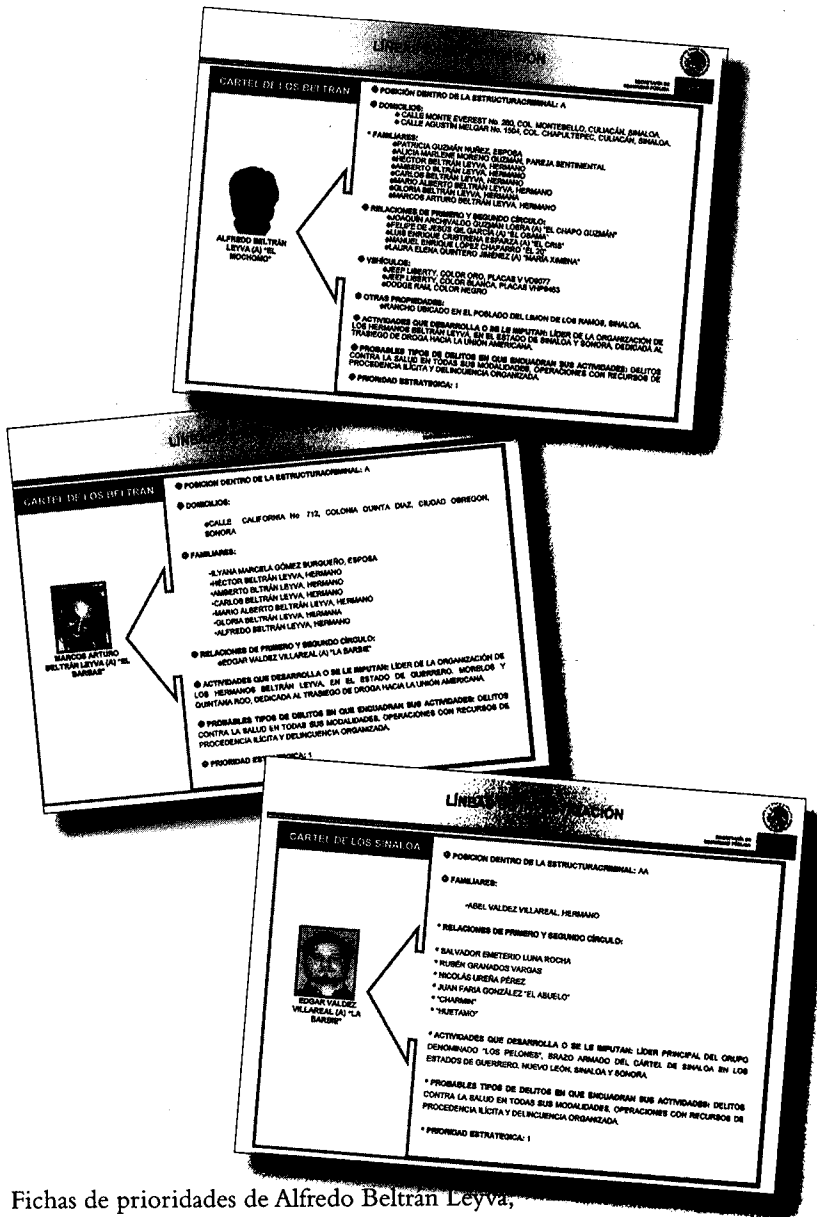 CARTEL DE LOS BELTRAN
ALFREDO BELTRÁN
LEYVA (A) "EL
MOCHOMO"
POSICIÓN DENTRO DE LA ESTRUCTURACRIMINAL: A
DOMICILIOS:
CALLE MONTE EVEREST No. 280, COL. MONTEBELLO, CULIACÁN, SINALOA.
CALLE AGUSTÍN MELGAR No. 1504, COL. CHAPULTEPEC, CULIACÁN, SINALOA.
* FAMILIARES:
PATRICIA GUZMÁN NUÑEZ, ESPOSA
ALICIA MARLENE MORENO GUZMÁN, PAREJA SENTIMENTAL
HÉCTOR BELTRÁN LEYVA, HERMANO
AMBERTO BLTRÁN LEYVA, HERMANO
CARLOS BELTRÁN LEYVA, HERMANO
MARIO ALBERTO BELTRÁN LEYVA, HERMANO
GLORIA BELTRÁN LEYVA, HERMANA
MARCOS ARTURO BELTRÁN LEYVA, HERMANO
RELACIONES DE PRIMERO Y SEGUNDO CÍRCULO:
JOAQUÍN ARCHIVALDO GUZMÁN LOERA (A) "EL CHAPO GUZMÁN"
FELIPE DE JESÚS GIL GARCÍA (A) "EL OBAMA"
LUIS ENRIQUE CUSTRENA ESPARZA (A) "EL CRIS"
MANUEL ENRIQUE LÓPEZ CHAPARRO "EL 20"
LAURA ELENA QUINTERO JIMÉNEZ (A) "MARÍA XIMENA"
VEHÍCULOS:
JEEP LIBERTY, COLOR ORO, PLACAS V VO9077
JEEP LIBERTY, COLOR BLANCA, PLACAS
DODGE RAM, COLOR NEGRO
OTRAS PROPIEDADES:
RANCHO UBICADO EN EL POBLADO DEL LIMON DE LOS RAMOS, SINALOA.
ACTIVIDADES QUE DESARROLLA O SE LE IMPUTAN: LÍDER DE LA ORGANIZACIÓN DE
LOS HERMANOS BELTRÁN LEYVA, EN EL ESTADO DE SINALOA Y SONORA, DEDICADA AL
TRASIEGO DE DROGA HACIA LA UNIÓN AMERICANA.
PROBABLES TIPOS DE DELITOS EN QUE ENCUADRAN SUS ACTIVIDADES: DELITOS
CONTRA LA SALUD EN TODAS SUS MODALIDADES, OPERACIONES CON RECURSOS DE
PROCEDENCIA ILÍCITA Y DELINCUENCIA ORGANIZADA.
PRIORIDAD ESTRATEGICA: 1
CARTEL DE LOS BELTRAN
MARCOS ARTURO
BELTRÁN LEYVA (A) "EL
BARBAS"
POSICION DENTRO DE LA ESTRUCTURACRIMINAL: A
DOMICILIOS:
CALLE CALIFORNIA No 712, COLONIA QUINTA DIAZ, CIUDAD OBREGON,
SONORA
FAMILIARES:
-ILYANA MARCELA GÓMEZ BURGUEÑO, ESPOSA
-HÉCTOR BELTRÁN LEYVA, HERMANO
-AMBERTO BLTRÁN LEYVA, HERMANO
-CARLOS BELTRÁN LEYVA, HERMANO
-MARIO ALBERTO BELTRÁN LEYVA, HERMANO
-GLORIA BELTRÁN LEYVA, HERMANA
-ALFREDO BELTRÁN LEYVA, HERMANO
RELACIONES DE PRIMERO Y SEGUNDO CÍRCULO:
EDGAR VALDEZ VILLAREAL (A) "LA BARBIE"
ACTIVIDADES QUE DESARROLLA O SE LE IMPUTAN: LÍDER DE LA ORGANIZACIÓN DE
LOS HERMANOS BELTRÁN LEYVA, EN EL ESTADO DE GUERRERO, MORELOS Y
QUINTANA ROO, DEDICADA AL TRASIEGO DE DROGA HACIA LA UNIÓN AMERICANA.
PROBABLES TIPOS DE DELITOS EN QUE ENCUADRAN SUS ACTIVIDADES: DELITOS
CONTRA LA SALUD EN TODAS SUS MODALIDADES, OPERACIONES CON RECURSOS DE
PROCEDENCIA ILÍCITA Y DELINCUENCIA ORGANIZADA.
PRIORIDAD ESTRATEGICA: 1
CARTEL DE LOS SINALOA
EDGAR VALDEZ
VILLAREAL (A) "LA
BARBIE"
POSICION DENTRO DE LA ESTRUCTURACRIMINAL: AA
FAMILIARES:
-ABEL VALDEZ VILLAREAL, HERMANO
* RELACIONES DE PRIMERO Y SEGUNDO CÍRCULO:
* SALVADOR EMETERIO LUNA ROCHA
* RUBÉN GRANADOS VARGAS
* NICOLÁS UREÑA PÉREZ
* JUAN FARIA GONZÁLEZ "EL ABUELO"
* "CHARMIN"
* "HUETAMO"
* ACTIVIDADES QUE DESARROLLA O SE LE IMPUTAN: LÍDER PRINCIPAL DEL GRUPO
DENOMINADO "LOS PELONES", BRAZO ARMADO DEL CÁRTEL DE SINALOA EN LOS
ESTADOS DE GUERRERO, NUEVO LEÓN, SINALOA Y SONORA.
* PROBABLES TIPOS DE DELITOS EN QUE ENCUADRAN SUS ACTIVIDADES: DELITOS
CONTRA LA SALUD EN TODAS SUS MODALIDADES, OPERACIONES CON RECURSOS DE
PROCEDENCIA ILÍCITA Y DELINCUENCIA ORGANIZADA.
* PRIORIDAD ESTRATEGICA: 1
Fichas de prioridades de Alfredo Beltrán Leyva,